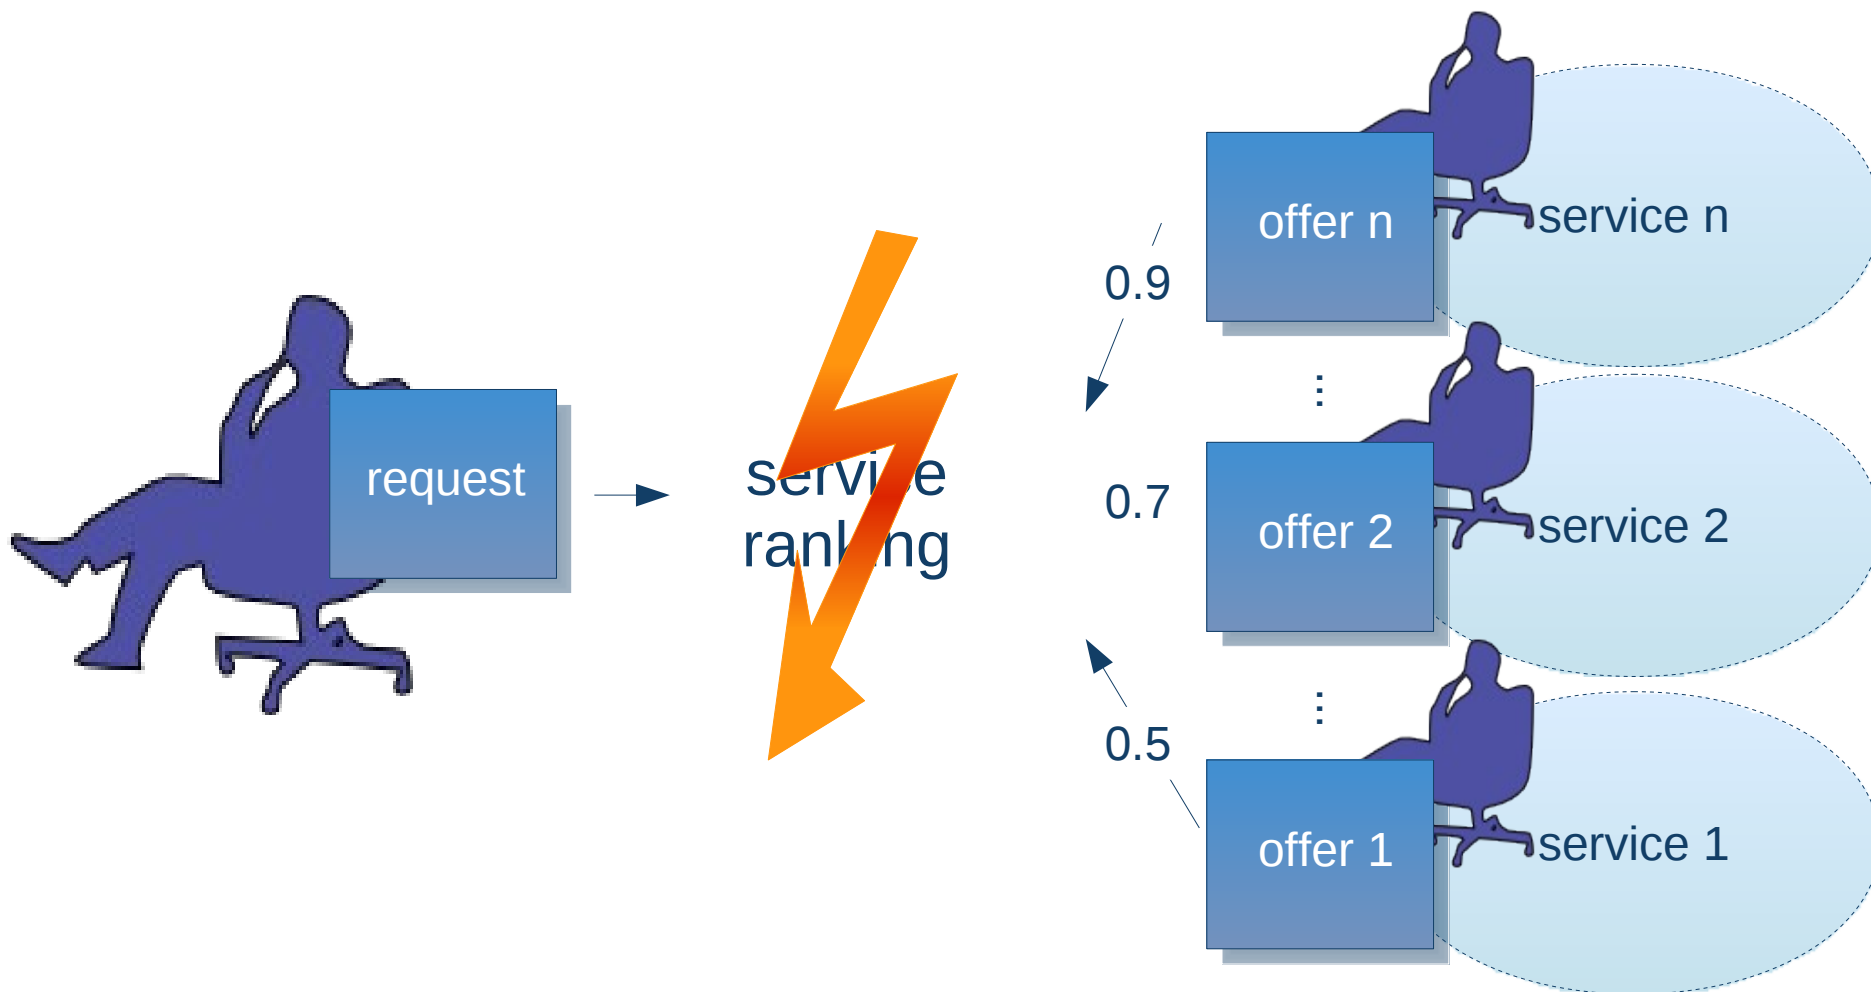 offer n
service n
0.9
...
request
service
ranking
0.7
offer 2
service 2
...
0.5
offer 1
service 1